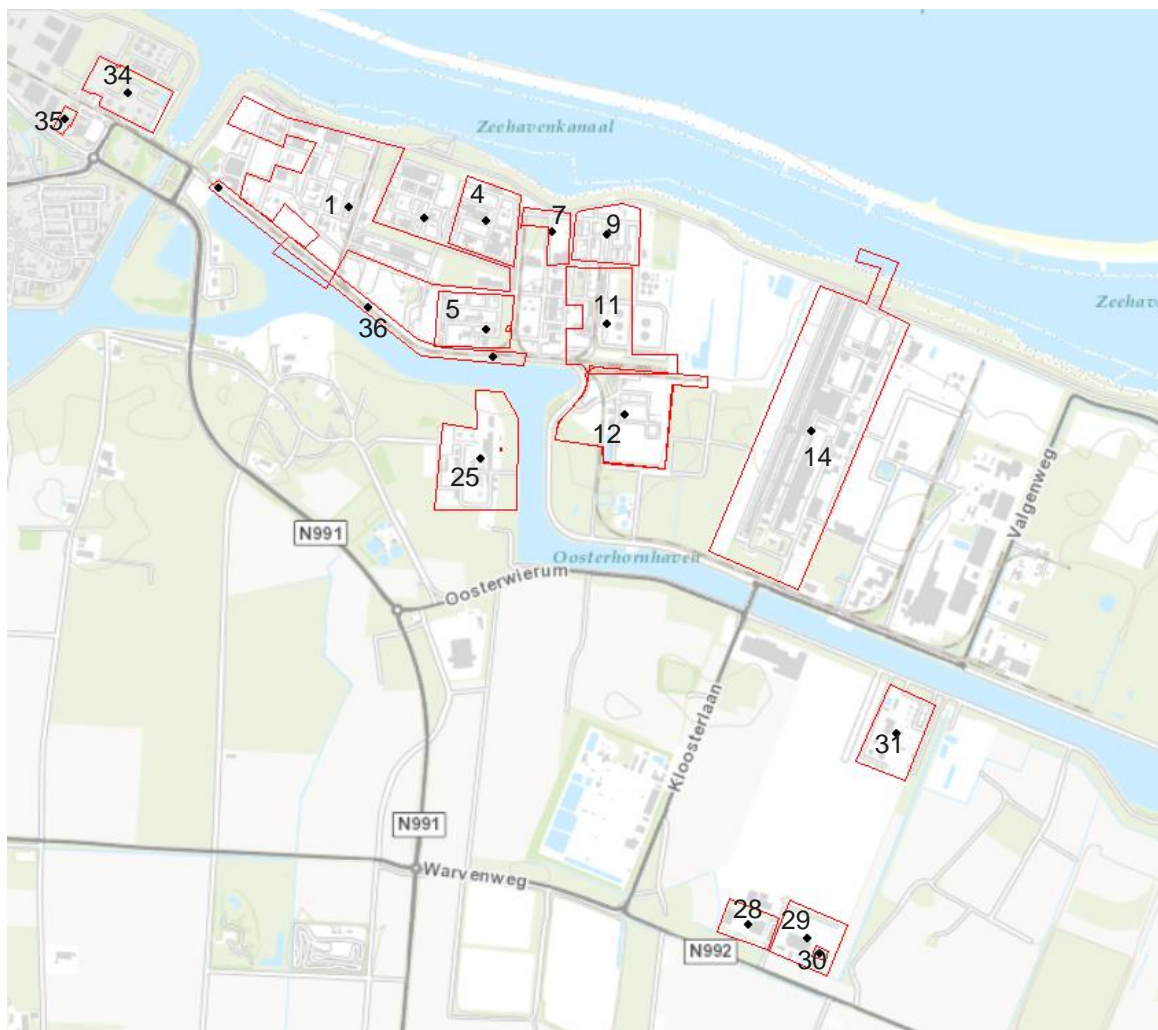 34
35
Zeehavenkanaal
1
4
7
9
Zeehav
5
11
36
12
14
25
Valgenweg
N991
Oosterhornhaven
Oosterwierum
Kloosterlaan
31
N991
Warvenweg
28
29
N992
30